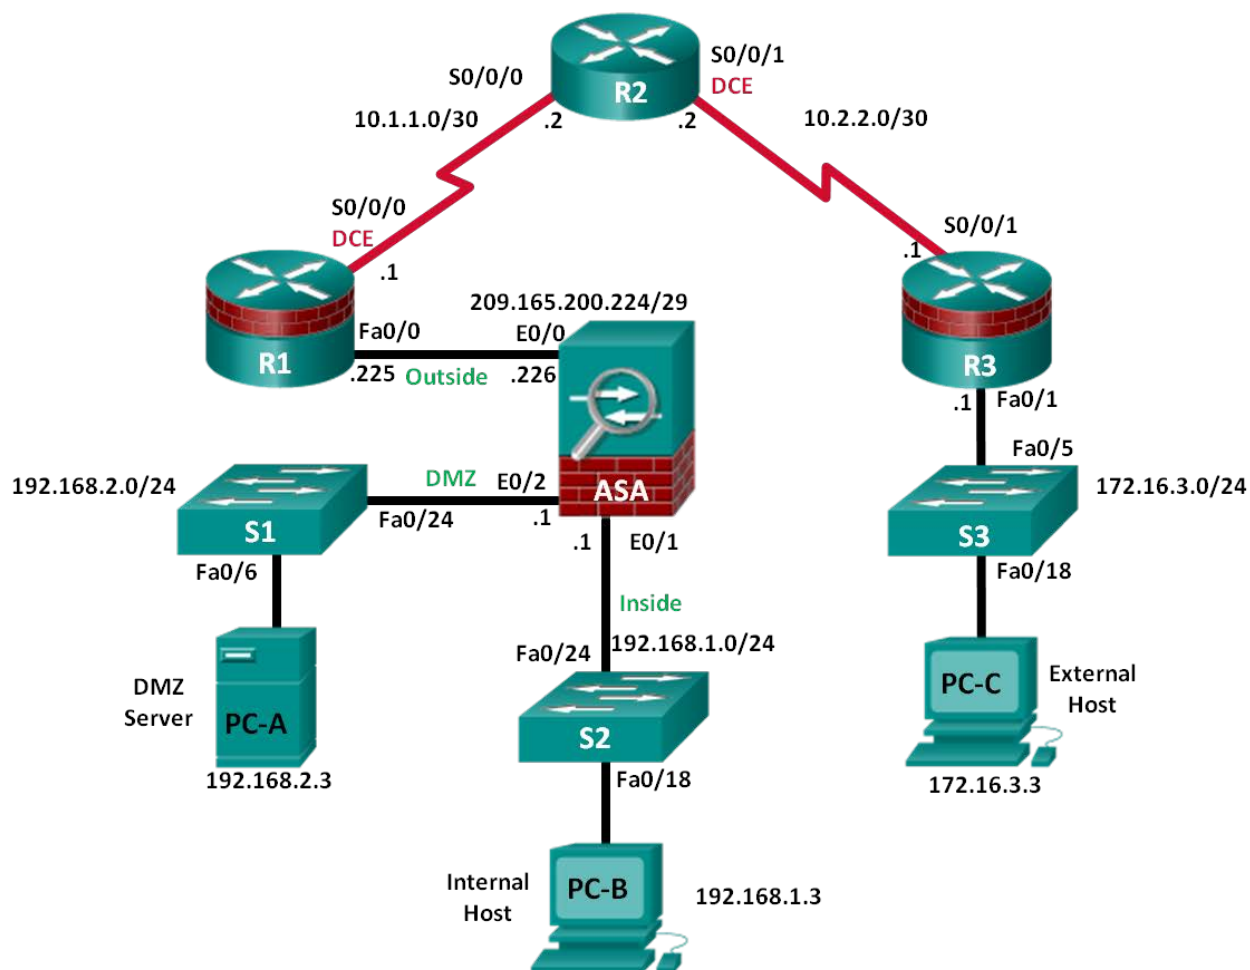 R2
S0/0/0
S0/0/1
DCE
10.1.1.0/30
.2
.2
10.2.2.0/30
S0/0/0
DCE
.1
S0/0/1
.1
209.165.200.224/29
R1
Fa0/0
E0/0
.225
Outside
.226
R3
.1
Fa0/1
Fa0/5
172.16.3.0/24
192.168.2.0/24
DMZ
E0/2
ASA
Fa0/24
.1
S1
.1
E0/1
S3
Fa0/6
Fa0/18
Inside
Fa0/24
192.168.1.0/24
DMZ
Server
PC-A
192.168.2.3
S2
Fa0/18
PC-C
External
Host
172.16.3.3
Internal
Host
PC-B
192.168.1.3